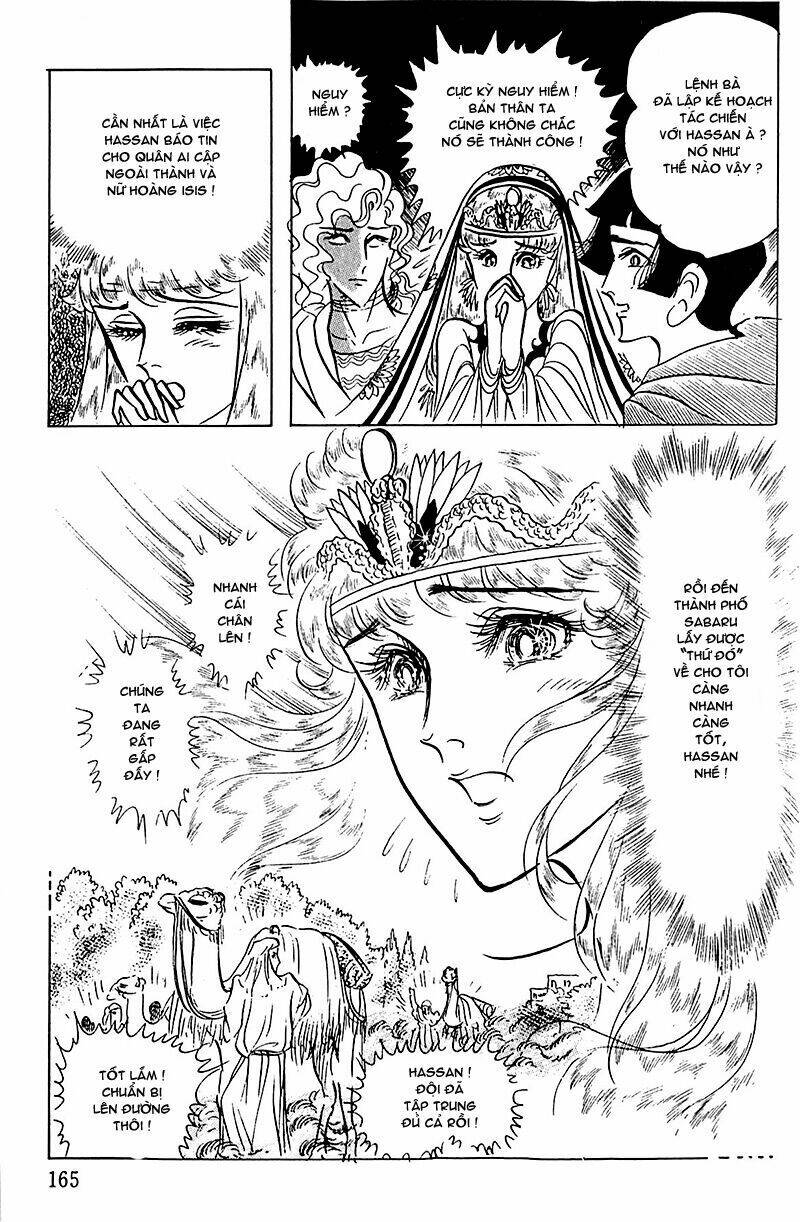 LỆNH BÀ
ĐÃ LẬP KẾ HOẠCH
TÁC CHIẾN
VỚI HASSAN À ?
NÓ NHƯ
THẾ NÀO VẬY ?
CỰC KỲ NGUY HIỂM !
BẢN THÂN TA
CŨNG KHÔNG CHẮC
NÓ SẼ THÀNH CÔNG !
NGUY
HIỂM ?
CẦN NHẤT LÀ VIỆC
HASSAN BÁO TIN
CHO QUÂN AI CẬP
NGOÀI THÀNH VÀ
NỮ HOÀNG ISIS !
RỒI ĐẾN
THÀNH PHỐ
SABARU
LẤY ĐƯỢC
“THỨ ĐÓ”
VỀ CHO TÔI
CÀNG
NHANH
CÀNG
TỐT,
HASSAN
NHÉ !
NHANH
CÁI
CHÂN
LÊN !
CHÚNG
TA
ĐANG
RẤT
GẤP
ĐẤY !
HASSAN !
ĐỘI ĐÃ
TẬP TRUNG
ĐỦ CẢ RỒI !
TỐT LẮM !
CHUẨN BỊ
LÊN ĐƯỜNG
THÔI !
165